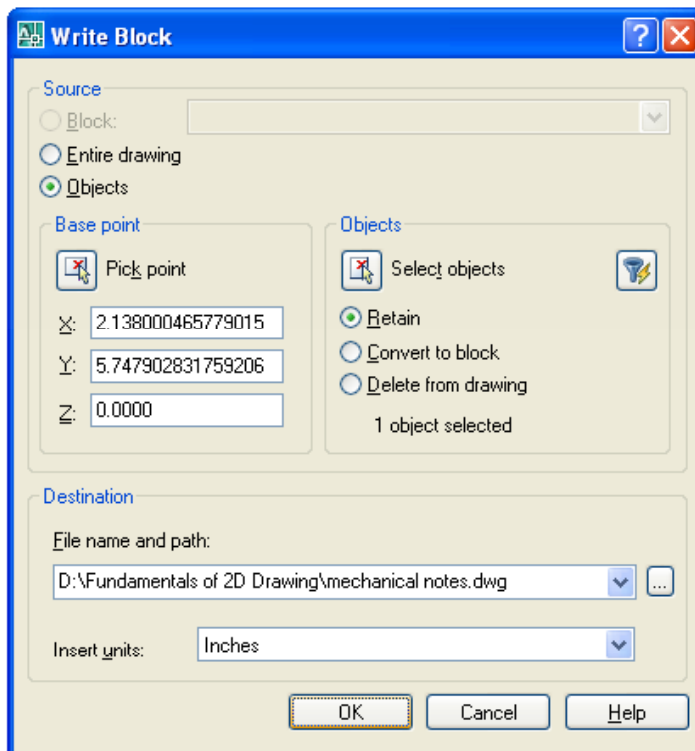 Write Block
Source
Block:
Entire drawing
Objects
Base point
Pick point
X: 2.138000465779015
Y: 5.747902831759206
Z: 0.0000
Objects
Select objects
Retain
Convert to block
Delete from drawing
1 object selected
Destination
File name and path:
D:\Fundamentals of 2D Drawing\mechanical notes.dwg
...
Insert units: Inches
OK Cancel Help